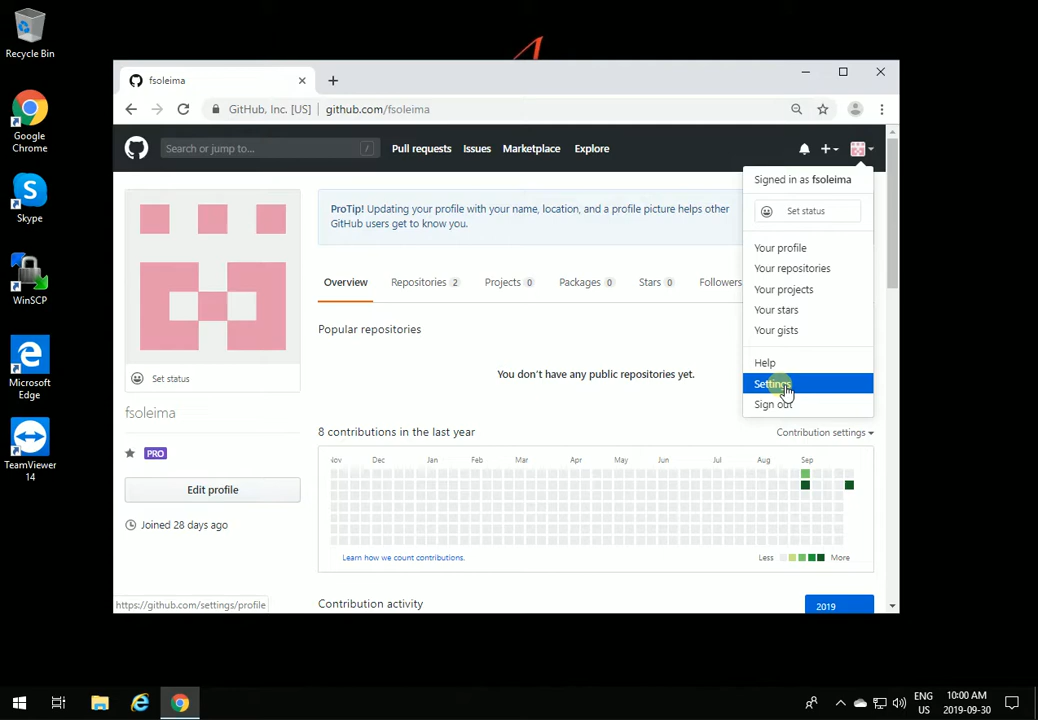 Recycle Bin
Google
Chrome
Skype
WinSCP
Microsoft
Edge
TeamViewer
14
fsoleima
GitHub, Inc. [US] | github.com/fsoleima
Search or jump to... /
Pull requests Issues Marketplace Explore
Signed in as fsoleima
Set status
Your profile
Your repositories
Your projects
Your stars
Your gists
Help
Settings
Sign out
ProTip! Updating your profile with your name, location, and a profile picture helps other
GitHub users get to know you.
Overview Repositories 2 Projects 0 Packages 0 Stars 0 Followers
Popular repositories
You don't have any public repositories yet.
Set status
fsoleima
PRO
Edit profile
Joined 28 days ago
8 contributions in the last year
Contribution settings
Nov Dec Jan Feb Mar Apr May Jun Jul Aug Sep
Learn how we count contributions.
Less More
Contribution activity
2019
https://github.com/settings/profile
ENG
US
10:00 AM
2019-09-30